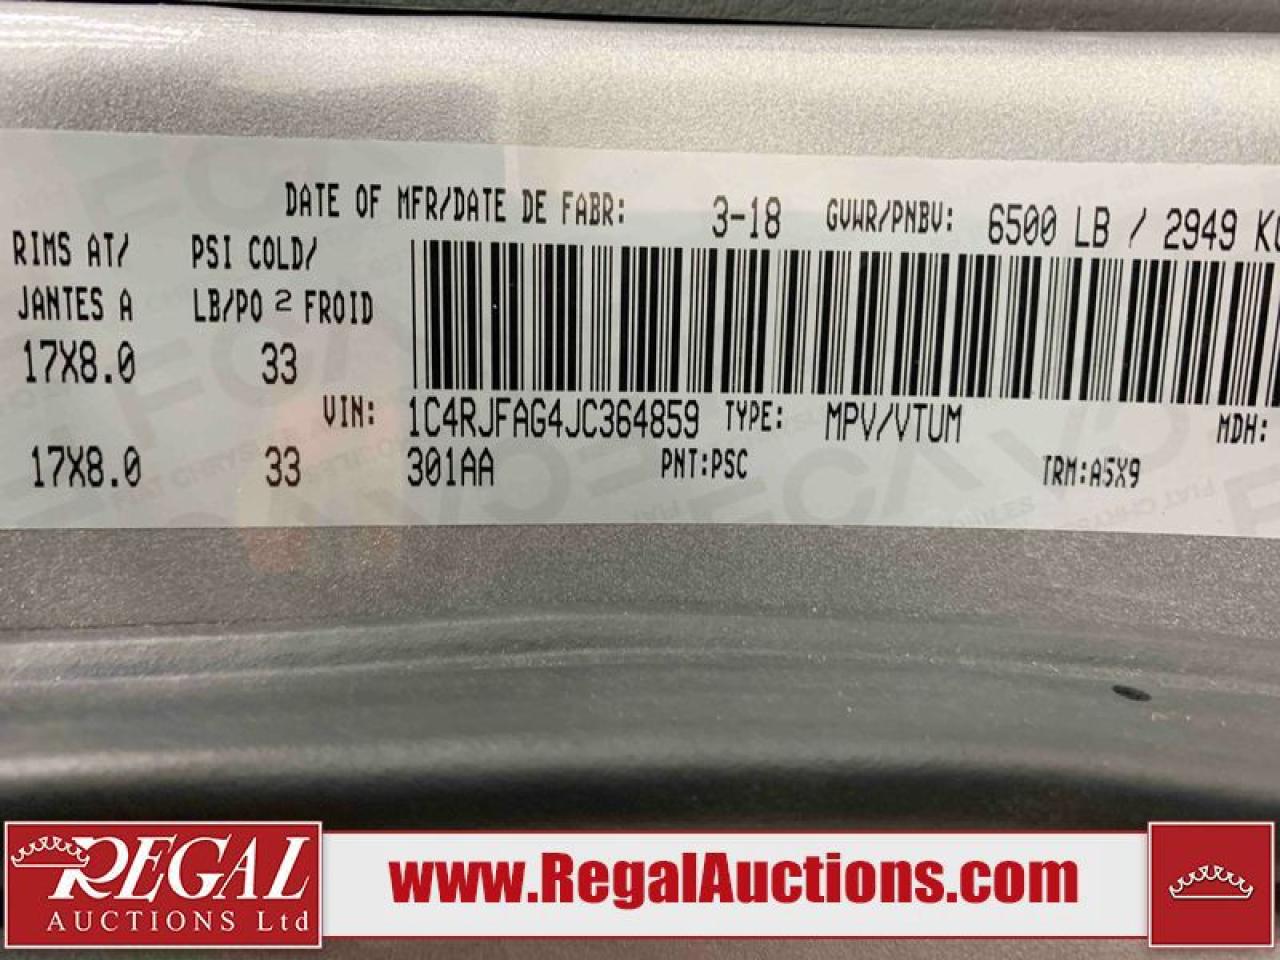 DATE OF MFR/DATE DE FABR: 3-18 GVWR/PNBV: 6500 LB / 2949
RIMS AT/ PSI COLD/
JANTES A LB/PO 2 FROID
17X8.0 33
VIN: 1C4RJFAG4JC364859 TYPE: MPV/VTUM MDH:
17X8.0 33 301AA PNT:PSC TRM:A5X9
REGAL
AUCTIONS Ltd
www.RegalAuctions.com